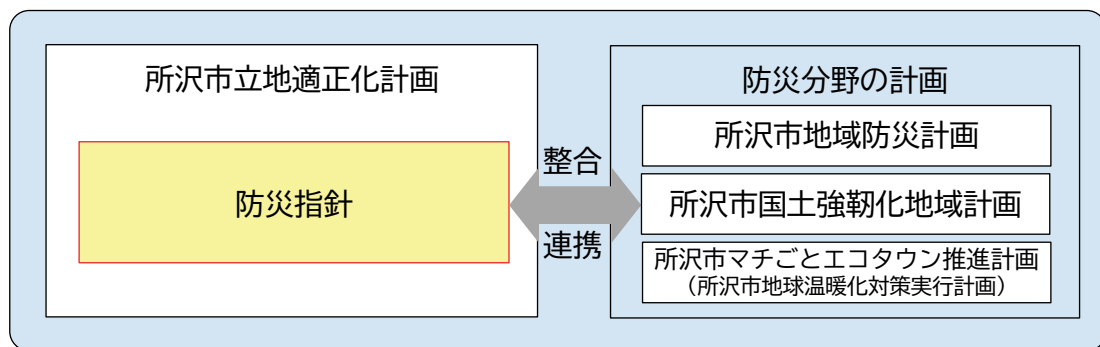 所沢市立地適正化計画
防災指針
整合
連携
防災分野の計画
所沢市地域防災計画
所沢市国土強靱化地域計画
所沢市マチごとエコタウン推進計画
（所沢市地球温暖化対策実行計画）